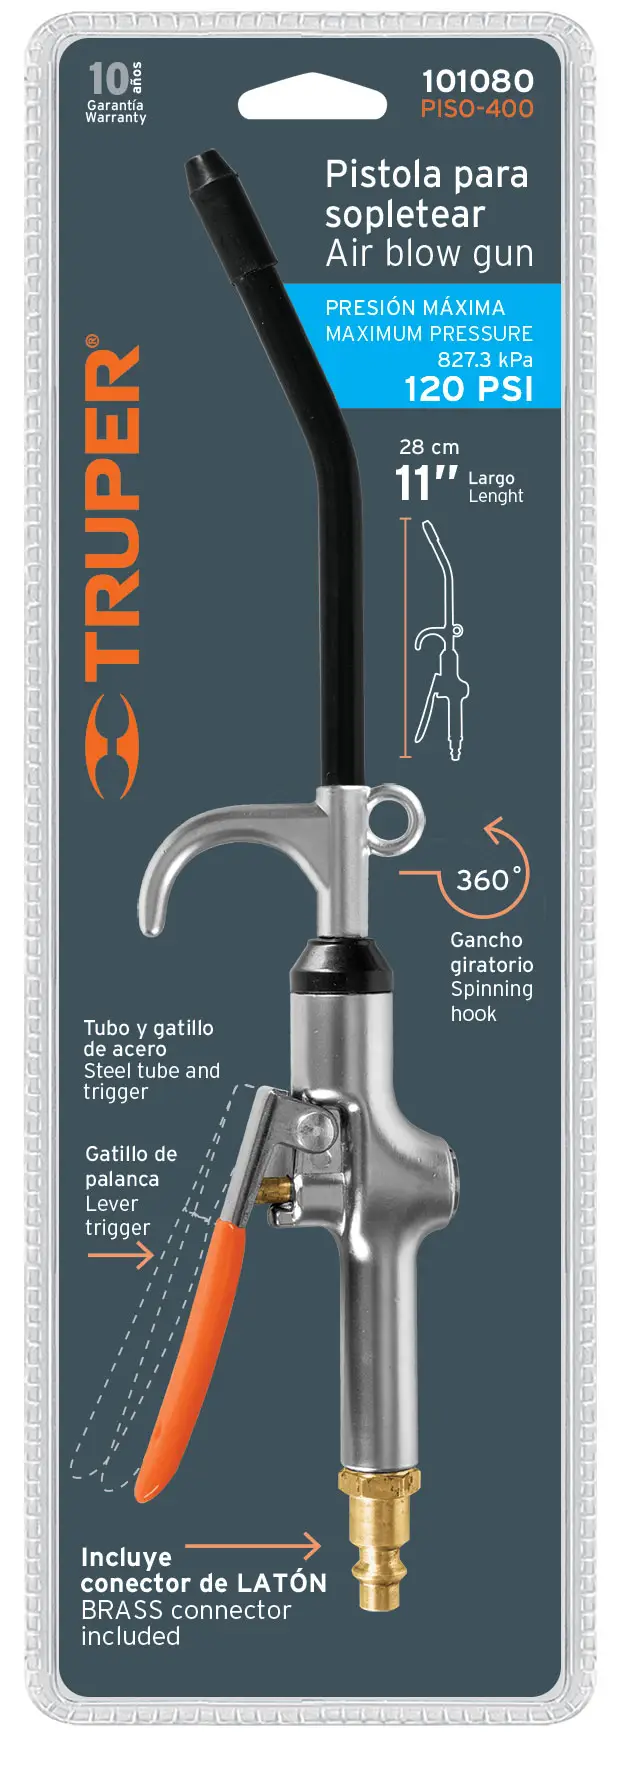 10 años
Garantía
Warranty
101080
PISO-400
Pistola para
sopletear
Air blow gun
PRESIÓN MÁXIMA
MAXIMUM PRESSURE
827.3 kPa
120 PSI
TRUPER®
28 cm
11" Largo
Lenght
360°
Gancho
giratorio
Spinning
hook
Tubo y gatillo
de acero
Steel tube and
trigger
Gatillo de
palanca
Lever
trigger
Incluye
conector de LATÓN
BRASS connector
included